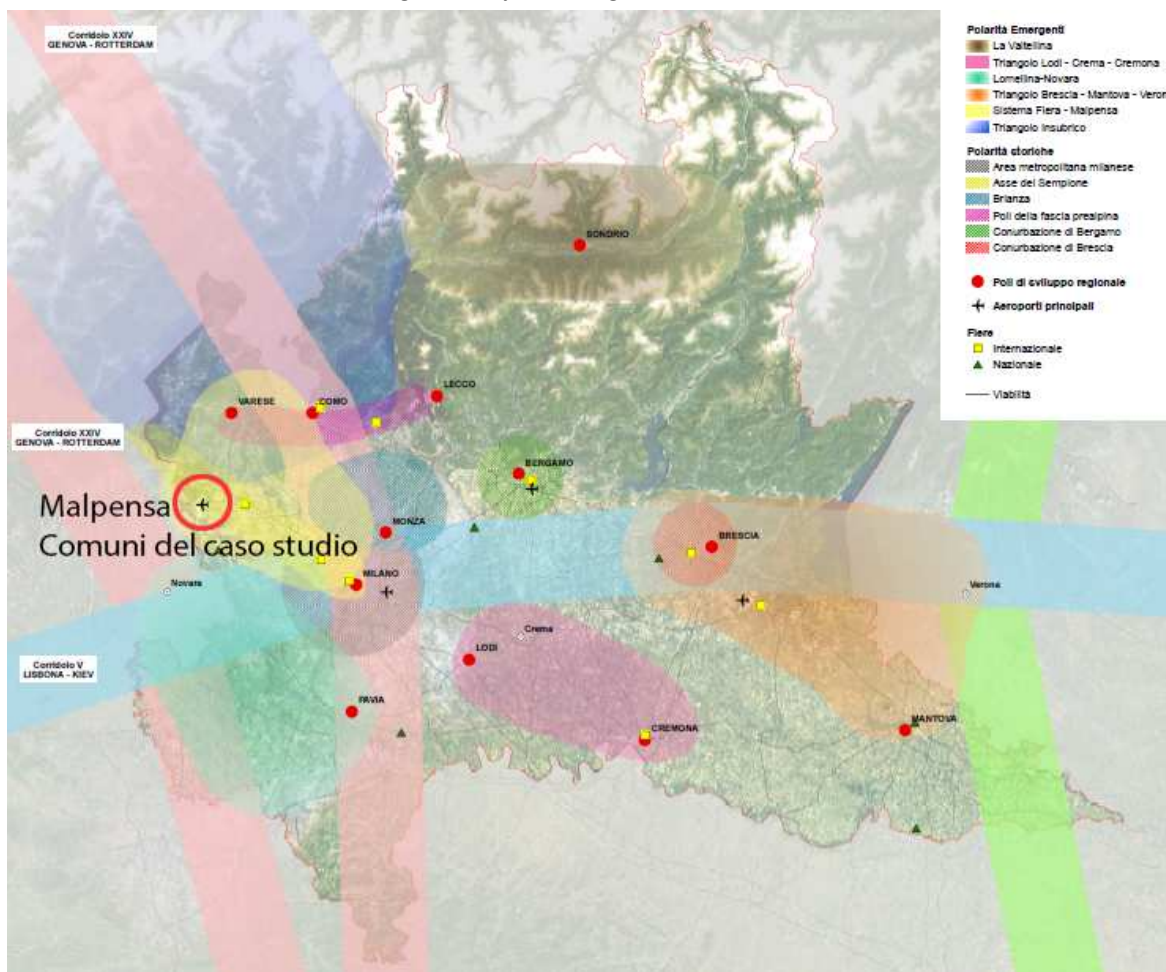 Corridoio XXIV
GENOVA - ROTTERDAM
Polarità Emergenti
La Valtellina
Triangolo Lodi - Crema - Cremona
Lomellina-Novara
Triangolo Brescia - Mantova - Veron
Sistema Fiera - Malpensa
Triangolo Insubrico
Polarità storiche
Area metropolitana milanese
Asse del Sempione
Brianza
Poli della fascia prealpina
Conurbazione di Bergamo
Conurbazione di Brescia
Poli di sviluppo regionale
Aeroporti principali
Fiere
Internazionale
Nazionale
Viabilità
SONDRIO
LECCO
VARESE
COMO
Corridoio XXIV
GENOVA - ROTTERDAM
BERGAMO
Malpensa
Comuni del caso studio
MONZA
BRESCIA
MILANO
Novara
Verona
Crema
LODI
Corridoio V
LISBONA - KIEV
PAVIA
CREMONA
MANTOVA